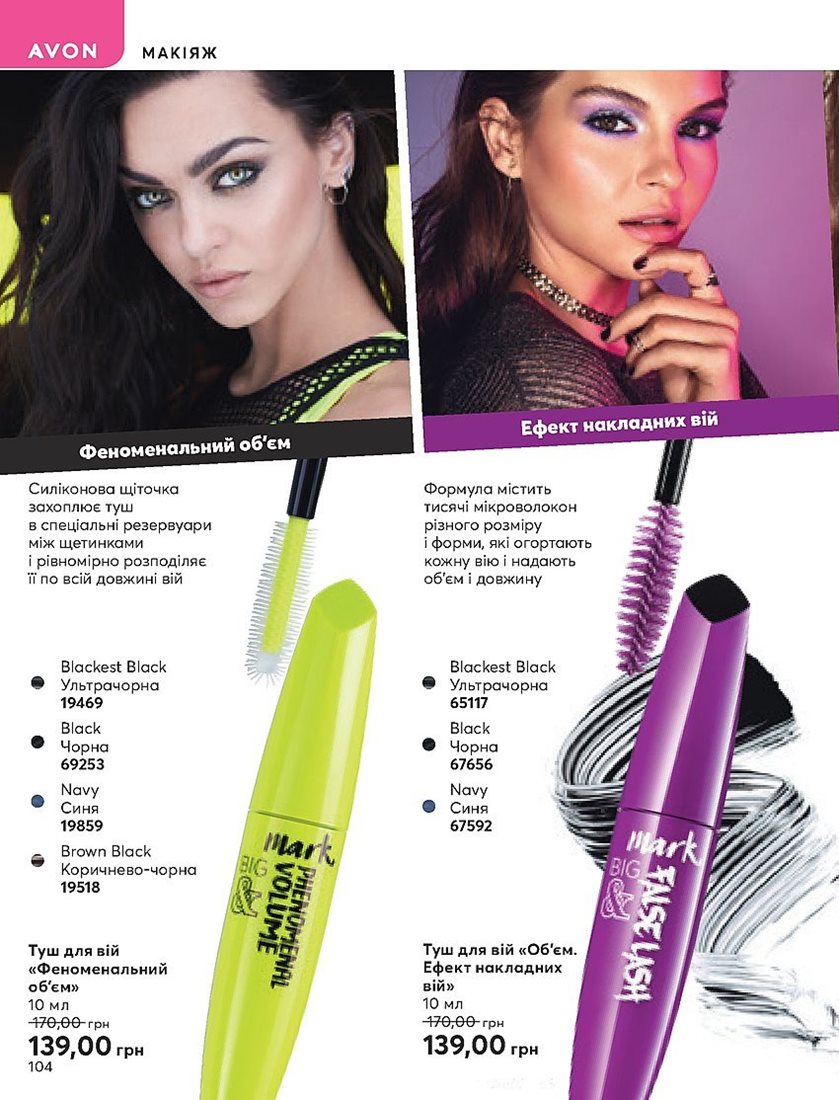 AVON
МАКІЯЖ
Феноменальний об'єм
Ефект накладних вій
Силіконова щіточка
захоплює туш
в спеціальні резервуари
між щетинками
і рівномірно розподіляє
її по всій довжині вій
Blackest Black
Ультрачорна
19469
Black
Чорна
69253
Navy
Синя
19859
Brown Black
Коричнево-чорна
19518
mark.
BIG
&
PHENOMENAL
VOLUME
Туш для вій
«Феноменальний
об'єм»
10 мл
170,00 грн
139,00 грн
104
Формула містить
тисячі мікроволокон
різного розміру
і форми, які огортають
кожну вію і надають
об'єм і довжину
Blackest Black
Ультрачорна
65117
Black
Чорна
67656
Navy
Синя
67592
mark.
BIG
&
FALSE LASH
Туш для вій «Об'єм.
Ефект накладних
вій»
10 мл
170,00 грн
139,00 грн